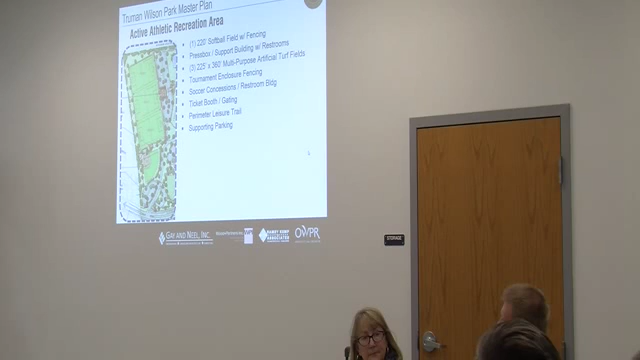 Truman Wilson Park Master Plan
Active Athletic Recreation Area
• (1) 220' Softball Field w/ Fencing
• Pressbox / Support Building w/ Restrooms
• (3) 225' x 360' Multi-Purpose Artificial Turf Fields
• Tournament Enclosure Fencing
• Soccer Concessions / Restroom Bldg
• Ticket Booth / Gating
• Perimeter Leisure Trail
• Supporting Parking
GAY AND NEEL, INC.
OWPR
STORAGE